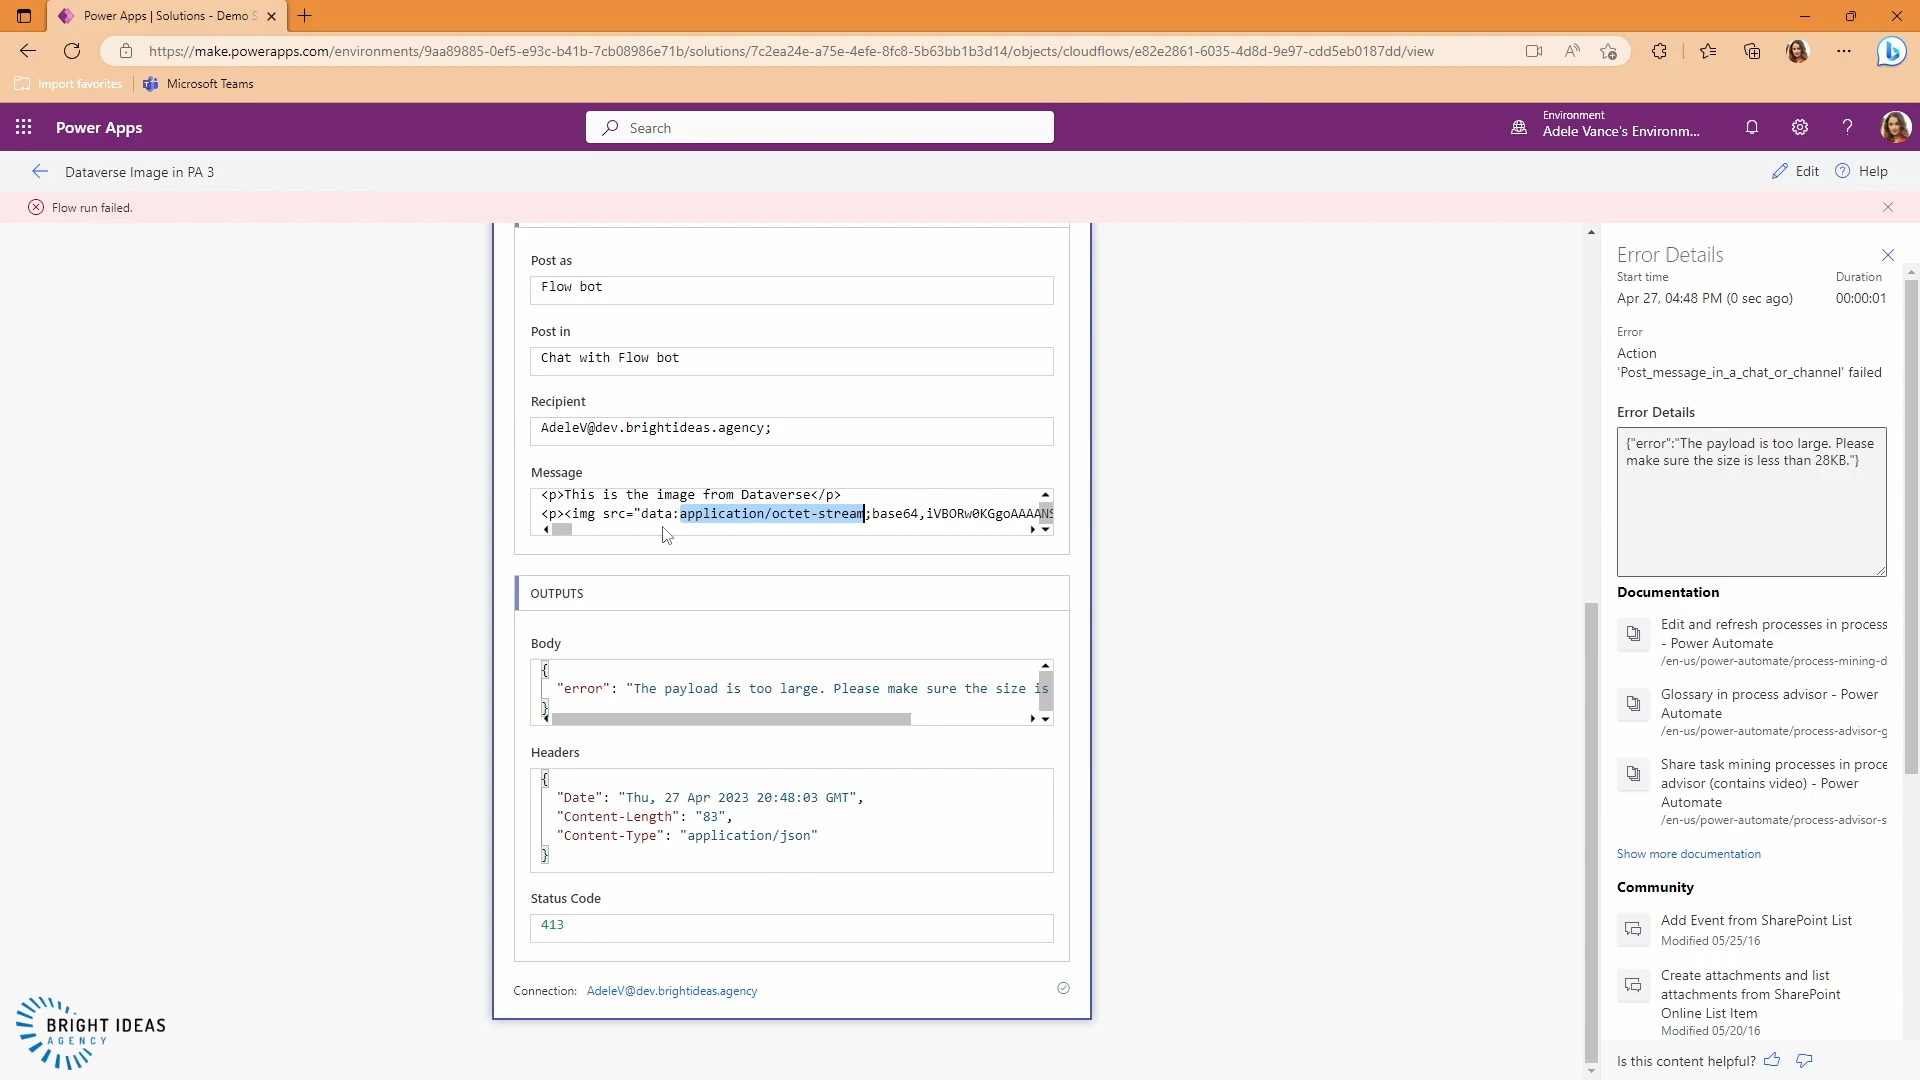 Power Apps | Solutions - Demo S
https://make.powerapps.com/environments/9aa89885-0ef5-e93c-b41b-7cb08986e71b/solutions/7c2ea24e-a75e-4efe-8fc8-5b63bb1b3d14/objects/cloudflows/e82e2861-6035-4d8d-9e97-cdd5eb0187dd/view
Import favorites
Microsoft Teams
Power Apps
Search
Environment
Adele Vance's Environm...
Dataverse Image in PA 3
Edit
Help
Flow run failed.
Post as
Flow bot
Post in
Chat with Flow bot
Recipient
AdeleV@dev.brightideas.agency;
Message
<p>This is the image from Dataverse</p>
<p><img src="data:application/octet-stream;base64,iVBORw0KGgoAAAANS
OUTPUTS
Body
{
"error": "The payload is too large. Please make sure the size is
}
Headers
{
"Date": "Thu, 27 Apr 2023 20:48:03 GMT",
"Content-Length": "83",
"Content-Type": "application/json"
}
Status Code
413
Connection: AdeleV@dev.brightideas.agency
Error Details
Start time
Duration
Apr 27, 04:48 PM (0 sec ago)
00:00:01
Error
Action
'Post_message_in_a_chat_or_channel' failed
Error Details
{"error":"The payload is too large. Please
make sure the size is less than 28KB."}
Documentation
Edit and refresh processes in process
- Power Automate
/en-us/power-automate/process-mining-d
Glossary in process advisor - Power
Automate
/en-us/power-automate/process-advisor-g
Share task mining processes in proce
advisor (contains video) - Power
Automate
/en-us/power-automate/process-advisor-s
Show more documentation
Community
Add Event from SharePoint List
Modified 05/25/16
Create attachments and list
attachments from SharePoint
Online List Item
Modified 05/20/16
Is this content helpful?
BRIGHT IDEAS
AGENCY